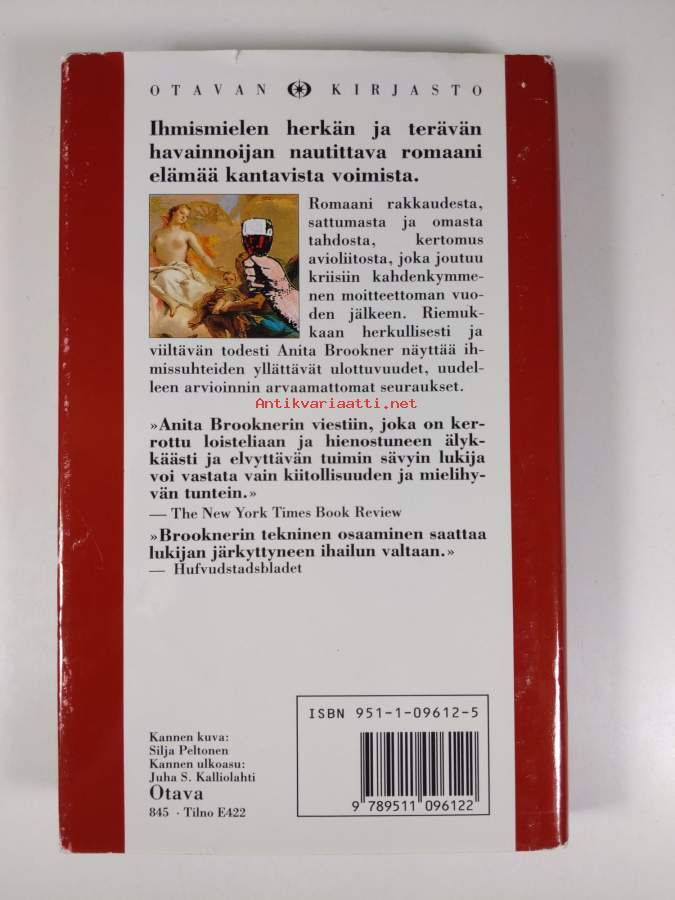 OTAVAN KIRJASTO
Ihmismielen herkän ja terävän
havainnoijan nautittava romaani
elämää kantavista voimista.
Romaani rakkaudesta,
sattumasta ja omasta
tahdosta, kertomus
avioliitosta, joka joutuu
kriisiin kahdenkymme-
nen moitteettoman vuo-
den jälkeen. Riemuk-
kaan herkullisesti ja
viiltävän todesti Anita Brookner näyttää ih-
missuhteiden yllättävät ulottuvuudet, uudel-
leen arvioinnin arvaamattomat seuraukset.
Antikvariaatti.net
»Anita Brooknerin viestiin, joka on ker-
rottu loisteliaan ja hienostuneen älyk-
käästi ja elvyttävän tuimin sävyin lukija
voi vastata vain kiitollisuuden ja mielihy-
vän tuntein.»
— The New York Times Book Review
»Brooknerin tekninen osaaminen saattaa
lukijan järkyttyneen ihailun valtaan.»
— Hufvudstadsbladet
ISBN 951-1-09612-5
Kannen kuva:
Silja Peltonen
Kannen ulkoasu:
Juha S. Kalliolahti
Otava
845 · Tilno E422
9 789511 096122